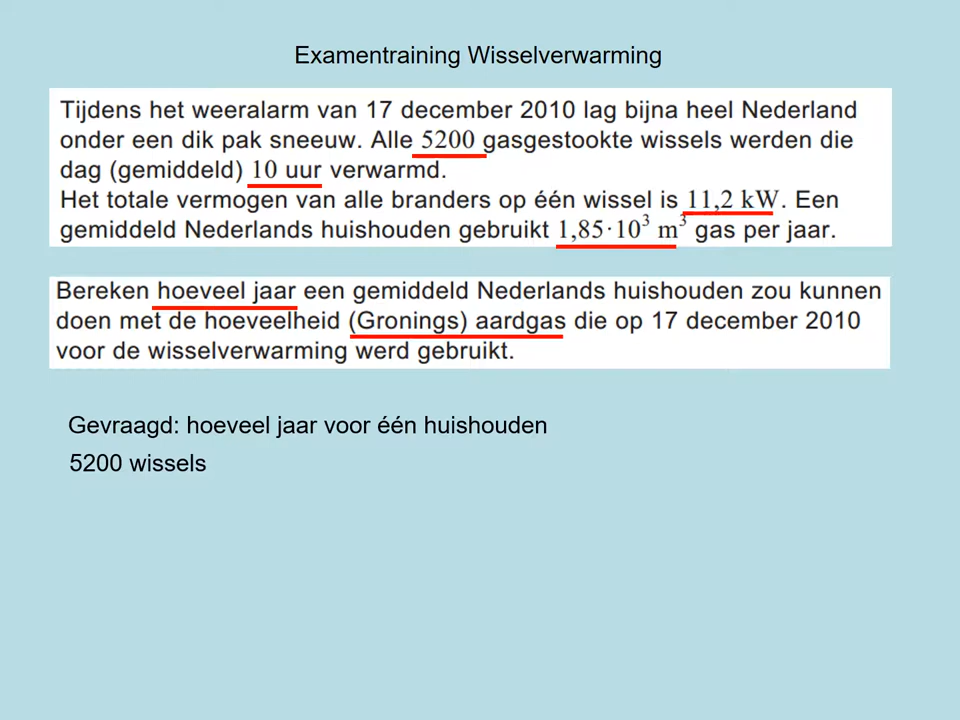 Examentraining Wisselverwarming
Tijdens het weeralarm van 17 december 2010 lag bijna heel Nederland
onder een dik pak sneeuw. Alle 5200 gasgestookte wissels werden die
dag (gemiddeld) 10 uur verwarmd.
Het totale vermogen van alle branders op één wissel is 11,2 kW. Een
gemiddeld Nederlands huishouden gebruikt 1,85·10³ m³ gas per jaar.
Bereken hoeveel jaar een gemiddeld Nederlands huishouden zou kunnen
doen met de hoeveelheid (Gronings) aardgas die op 17 december 2010
voor de wisselverwarming werd gebruikt.
Gevraagd: hoeveel jaar voor één huishouden
5200 wissels